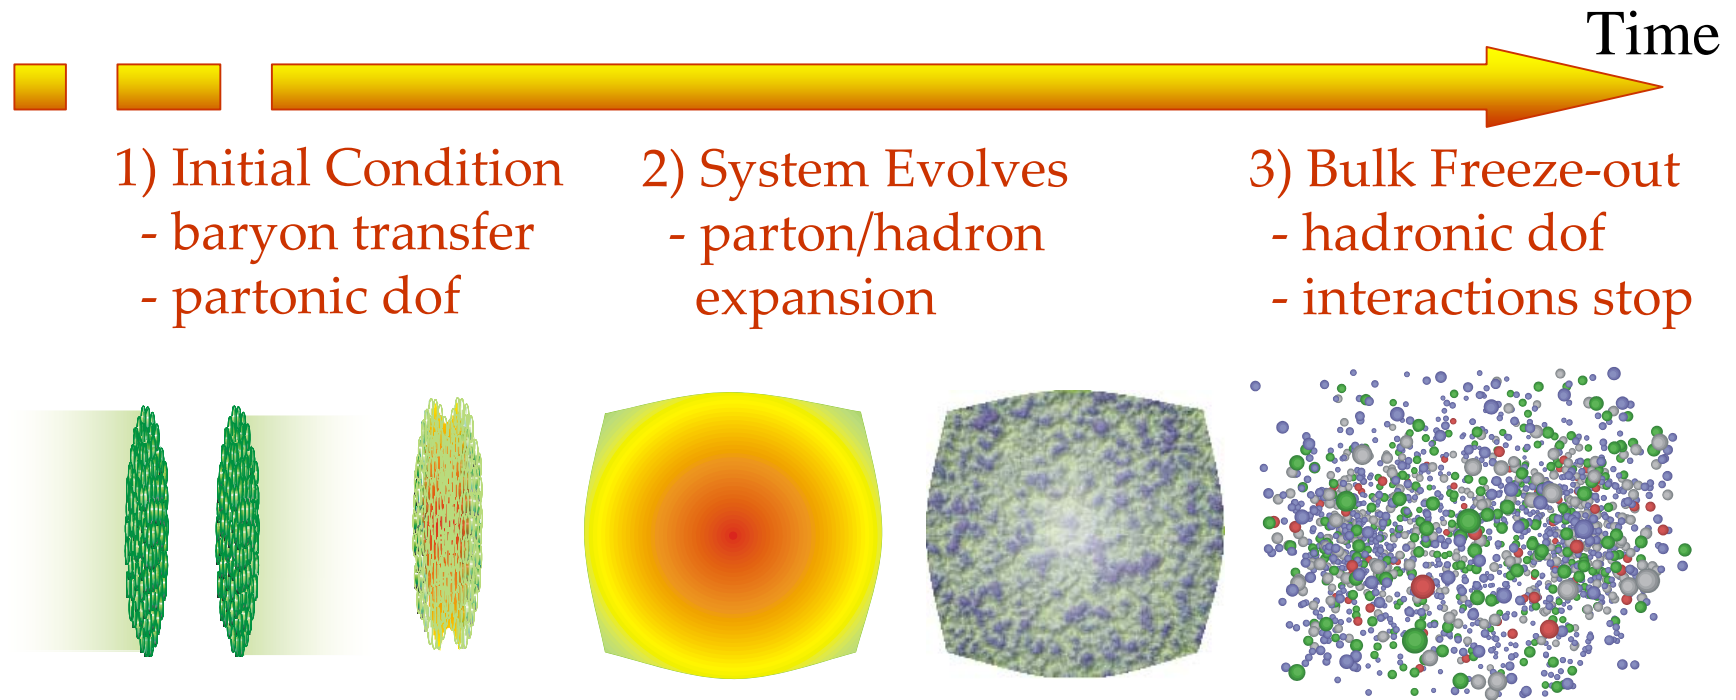 Time
1) Initial Condition
- baryon transfer
- partonic dof
2) System Evolves
- parton/hadron
expansion
3) Bulk Freeze-out
- hadronic dof
- interactions stop